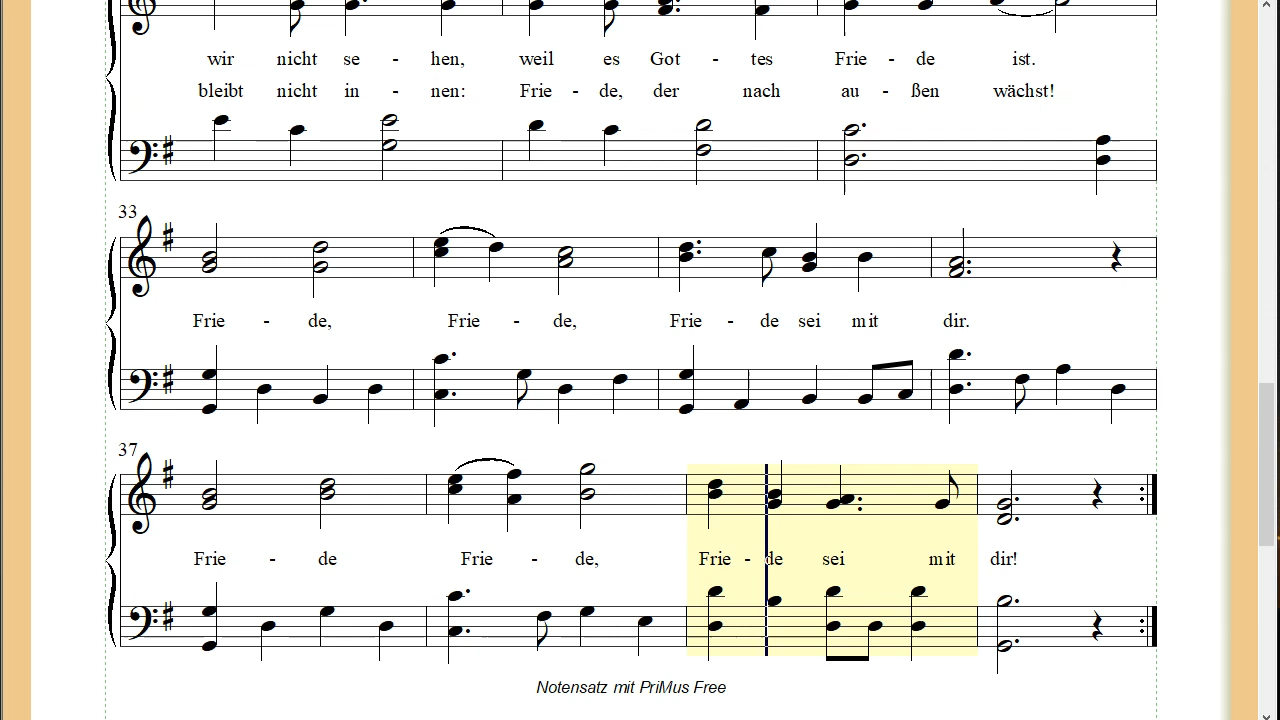 wir nicht se - hen, weil es Got - tes Frie - de ist.
bleibt nicht in - nen: Frie - de, der nach au - ßen wächst!
33
Frie - de, Frie - de, Frie - de sei mit dir.
37
Frie - de Frie - de, Frie - de sei mit dir!
Notensatz mit PriMus Free